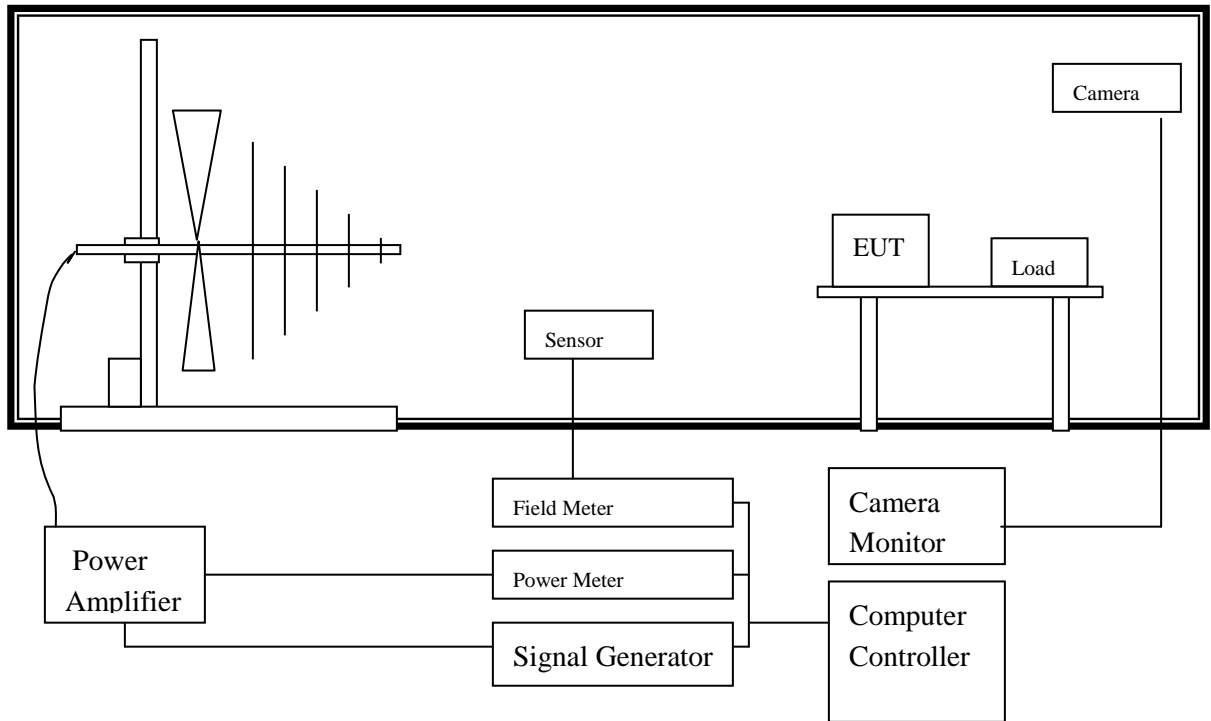 Camera
EUT
Load
Sensor
Field Meter
Camera
Monitor
Power
Amplifier
Power Meter
Computer
Controller
Signal Generator